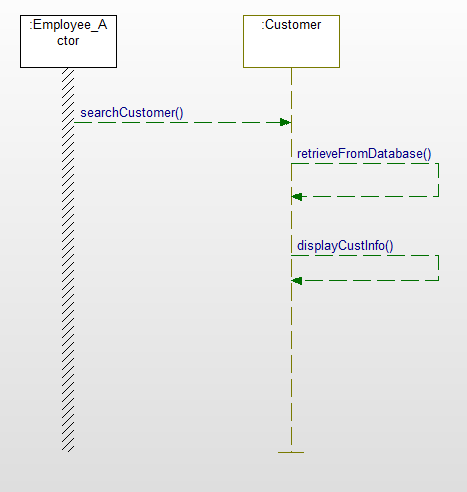 :Employee_A
ctor
:Customer
searchCustomer()
retrieveFromDatabase()
displayCustInfo()